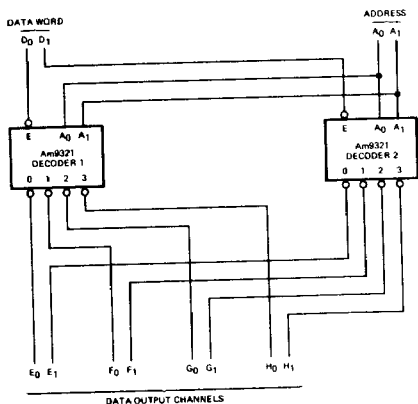 DATA WORD
D0 D1
ADDRESS
A0 A1
E A0 A1
Am9321
DECODER 1
0 1 2 3
E A0 A1
Am9321
DECODER 2
0 1 2 3
E0 E1 F0 F1 G0 G1 H0 H1
DATA OUTPUT CHANNELS